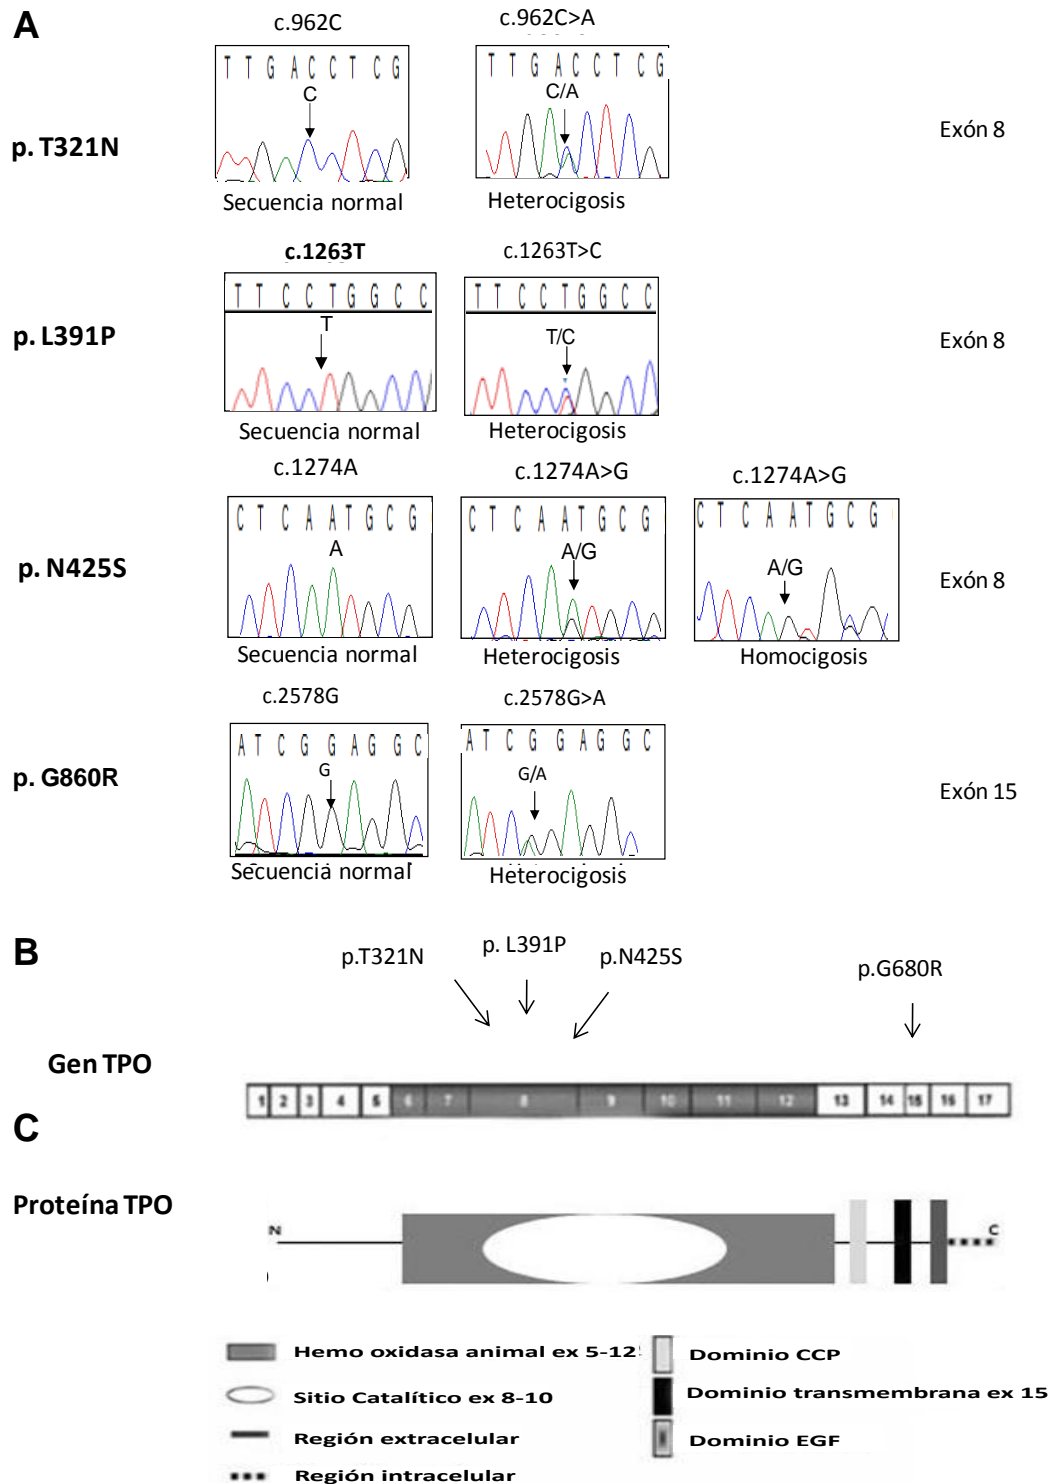 A
c.962C
c.962C>A
T T G A C C T C G
T T G A C C T C G
C
C/A
p. T321N
Exón 8
Secuencia normal
Heterocigosis
c.1263T
c.1263T>C
T T C C T G G C C
T T C C T G G C C
T
T/C
p. L391P
Exón 8
Secuencia normal
Heterocigosis
c.1274A
c.1274A>G
c.1274A>G
C T C A A T G C G
C T C A A T G C G
C T C A A T G C G
A
A/G
A/G
p. N425S
Exón 8
Secuencia normal
Heterocigosis
Homocigosis
c.2578G
c.2578G>A
A T C G G A G G C
A T C G G A G G C
G
G/A
p. G860R
Exón 15
Secuencia normal
Heterocigosis
B
p.T321N
p. L391P
p.N425S
p.G680R
Gen TPO
1 2 3 4 5 6 7 8 9 10 11 12 13 14 15 16 17
C
Proteína TPO
N
C
Hemo oxidasa animal ex 5-12
Dominio CCP
Sitio Catalítico ex 8-10
Dominio transmembrana ex 15
Región extracelular
Dominio EGF
Región intracelular